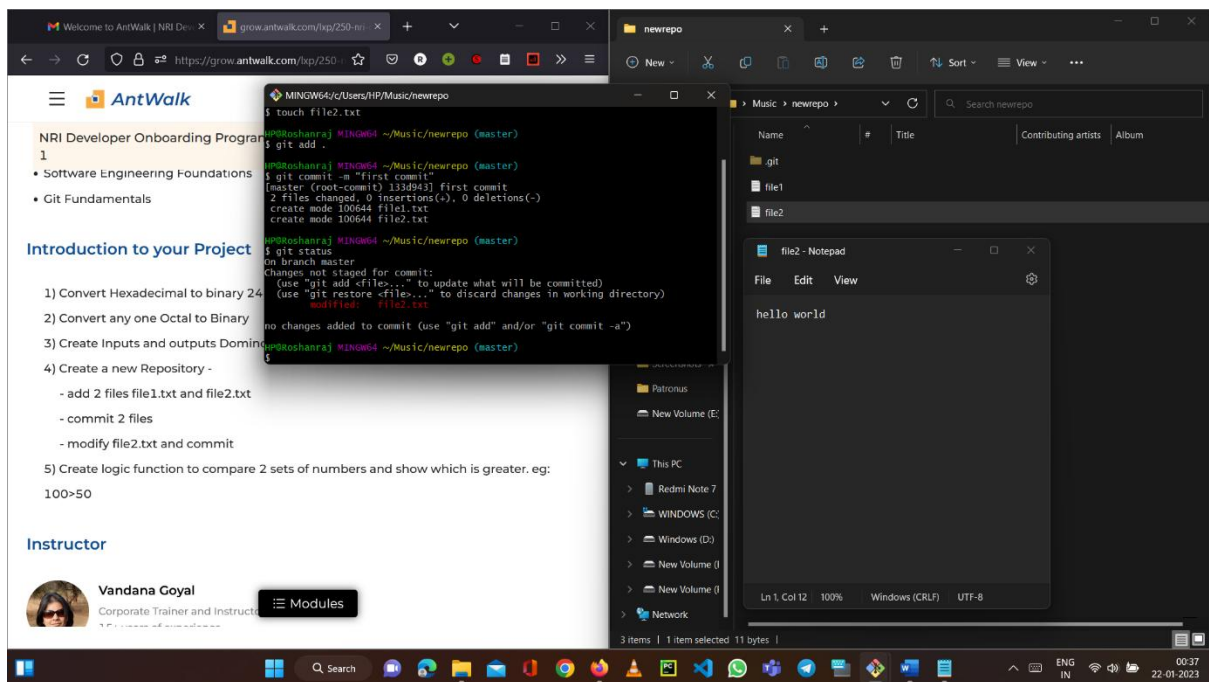 Welcome to AntWalk | NRI Dev
grow.antwalk.com/lxp/250-nri
https://grow.antwalk.com/lxp/250-
AntWalk
NRI Developer Onboarding Program
1
• Software Engineering Foundations
• Git Fundamentals
Introduction to your Project
1) Convert Hexadecimal to binary 24
2) Convert any one Octal to Binary
3) Create Inputs and outputs Domino
4) Create a new Repository -
- add 2 files file1.txt and file2.txt
- commit 2 files
- modify file2.txt and commit
5) Create logic function to compare 2 sets of numbers and show which is greater. eg:
100>50
Instructor
Vandana Goyal
Corporate Trainer and Instructo
Modules
MINGW64:/c/Users/HP/Music/newrepo
$ touch file2.txt
HP@Roshanraj MINGW64 ~/Music/newrepo (master)
$ git add .
HP@Roshanraj MINGW64 ~/Music/newrepo (master)
$ git commit -m "first commit"
[master (root-commit) 133d943] first commit
2 files changed, 0 insertions(+), 0 deletions(-)
create mode 100644 file1.txt
create mode 100644 file2.txt
HP@Roshanraj MINGW64 ~/Music/newrepo (master)
$ git status
On branch master
Changes not staged for commit:
(use "git add <file>..." to update what will be committed)
(use "git restore <file>..." to discard changes in working directory)
modified: file2.txt
no changes added to commit (use "git add" and/or "git commit -a")
HP@Roshanraj MINGW64 ~/Music/newrepo (master)
$
newrepo
New
Sort
View
Music › newrepo ›
Search newrepo
Name # Title Contributing artists Album
.git
file1
file2
file2 - Notepad
File Edit View
hello world
Ln 1, Col 12 100% Windows (CRLF) UTF-8
Patronus
New Volume (E:
This PC
Redmi Note 7
WINDOWS (C:
Windows (D:)
New Volume (
New Volume (
Network
3 items | 1 item selected 11 bytes |
Search
ENG
IN
00:37
22-01-2023